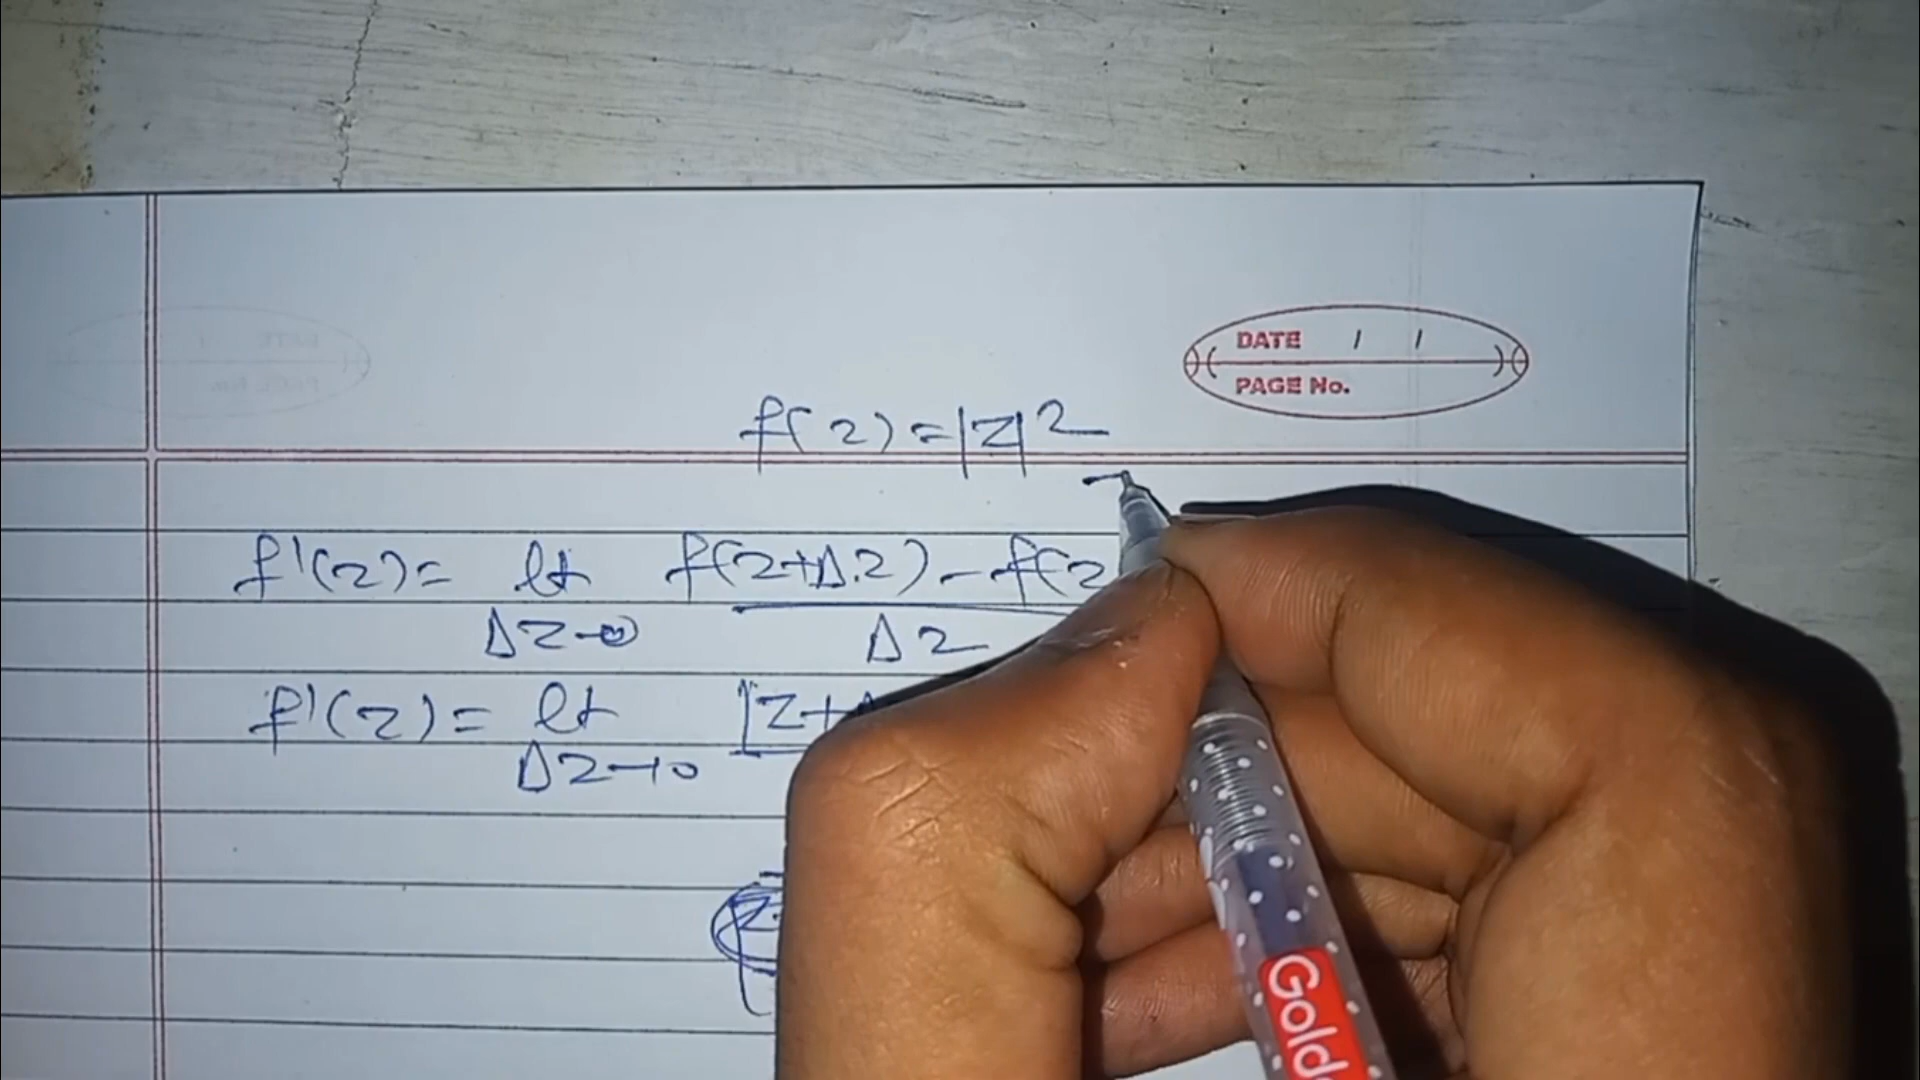 DATE / /
PAGE No.
f(z)=|z|²
f'(z)= lt f(z+Δz)-f(z
Δz→0 Δz
f'(z)= lt |z+
Δz→0
Gold